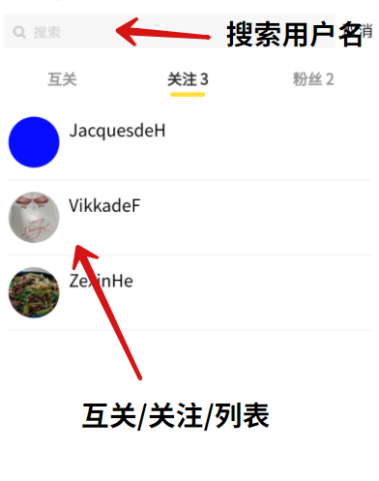 搜索 搜索用户名 消
互关 关注 3 粉丝 2
JacquesdeH
VikkadeF
ZexinHe
互关/关注/列表